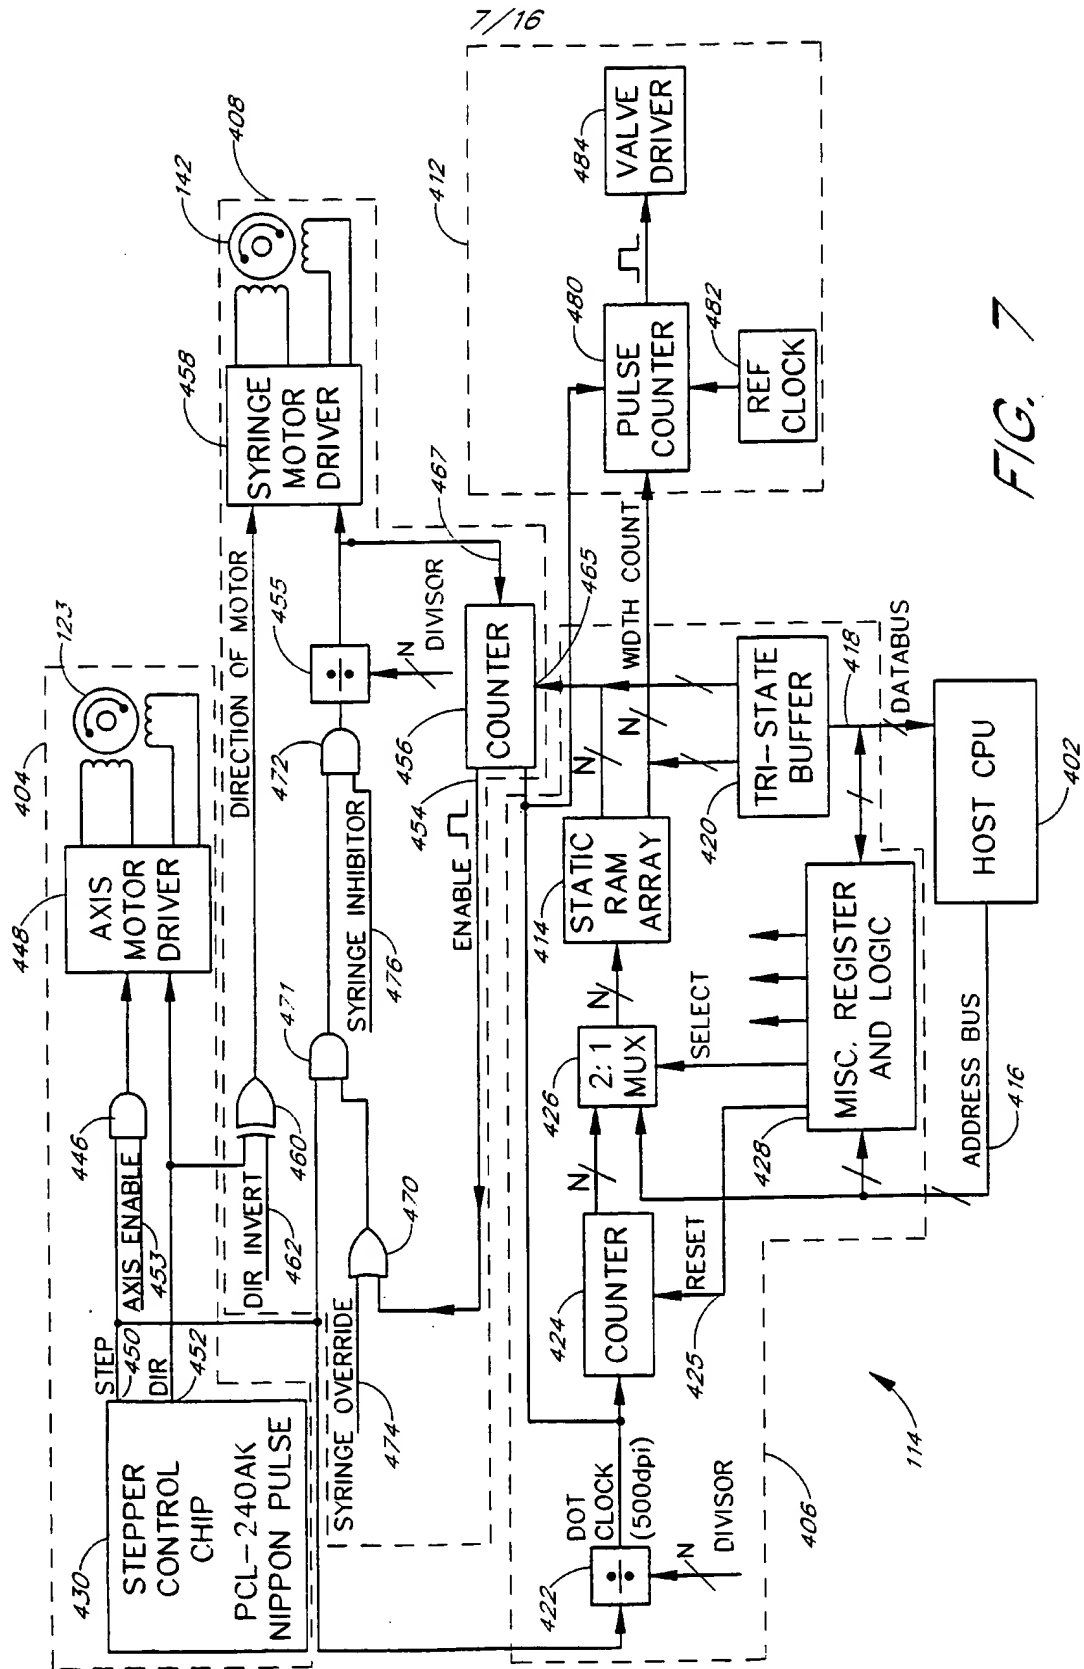 7/16
404
123
448
AXIS
MOTOR
DRIVER
446
AXIS ENABLE
453
STEP
450
DIR
452
430
STEPPER
CONTROL
CHIP
PCL-240AK
NIPPON PULSE
408
142
458
SYRINGE
MOTOR
DRIVER
DIRECTION OF MOTOR
460
DIR INVERT
462
455
N
DIVISOR
472
SYRINGE INHIBITOR
476
471
470
SYRINGE OVERRIDE
474
467
456
COUNTER
454
ENABLE
465
412
484
VALVE
DRIVER
480
PULSE
COUNTER
482
REF
CLOCK
WIDTH COUNT
N
N
414
STATIC
RAM
ARRAY
420
TRI-STATE
BUFFER
418
DATABUS
N
426
2:1
MUX
SELECT
N
424
COUNTER
RESET
425
428
MISC. REGISTER
AND LOGIC
HOST CPU
402
ADDRESS BUS
416
DOT
CLOCK
(500dpi)
422
N
DIVISOR
406
114
FIG. 7